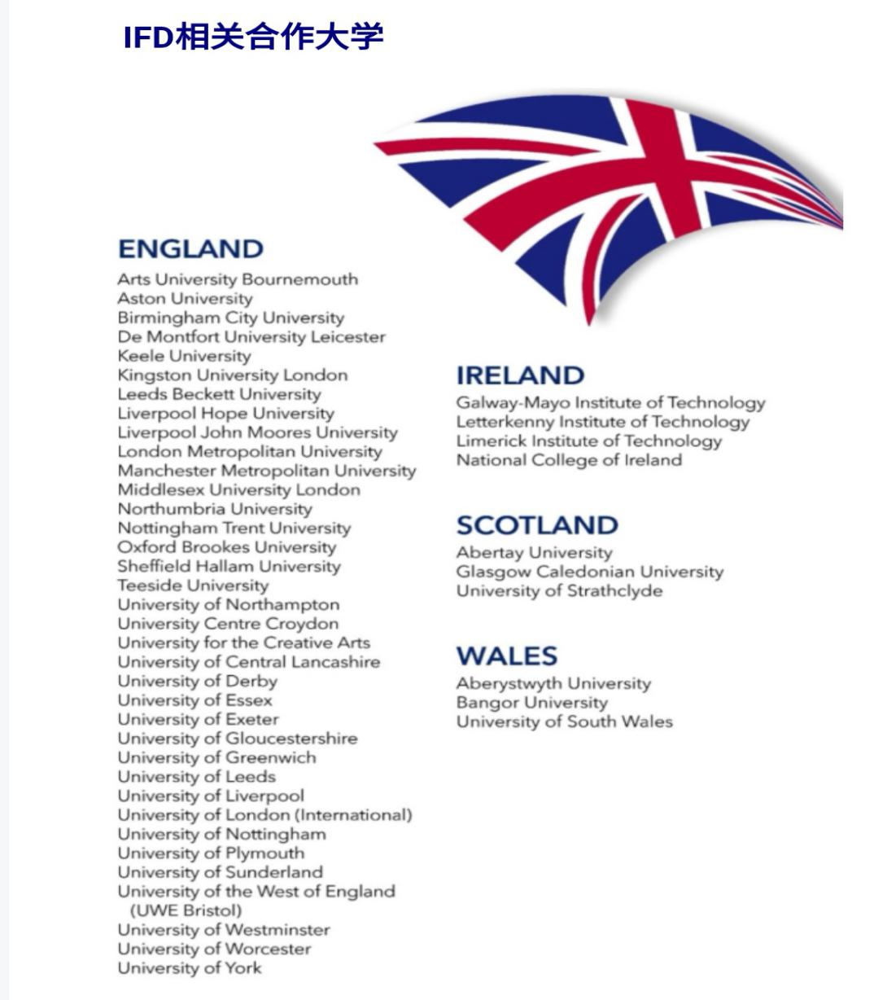 IFD相关合作大学
ENGLAND
Arts University Bournemouth
Aston University
Birmingham City University
De Montfort University Leicester
Keele University
Kingston University London
Leeds Beckett University
Liverpool Hope University
Liverpool John Moores University
London Metropolitan University
Manchester Metropolitan University
Middlesex University London
Northumbria University
Nottingham Trent University
Oxford Brookes University
Sheffield Hallam University
Teeside University
University of Northampton
University Centre Croydon
University for the Creative Arts
University of Central Lancashire
University of Derby
University of Essex
University of Exeter
University of Gloucestershire
University of Greenwich
University of Leeds
University of Liverpool
University of London (International)
University of Nottingham
University of Plymouth
University of Sunderland
University of the West of England
(UWE Bristol)
University of Westminster
University of Worcester
University of York
IRELAND
Galway-Mayo Institute of Technology
Letterkenny Institute of Technology
Limerick Institute of Technology
National College of Ireland
SCOTLAND
Abertay University
Glasgow Caledonian University
University of Strathclyde
WALES
Aberystwyth University
Bangor University
University of South Wales